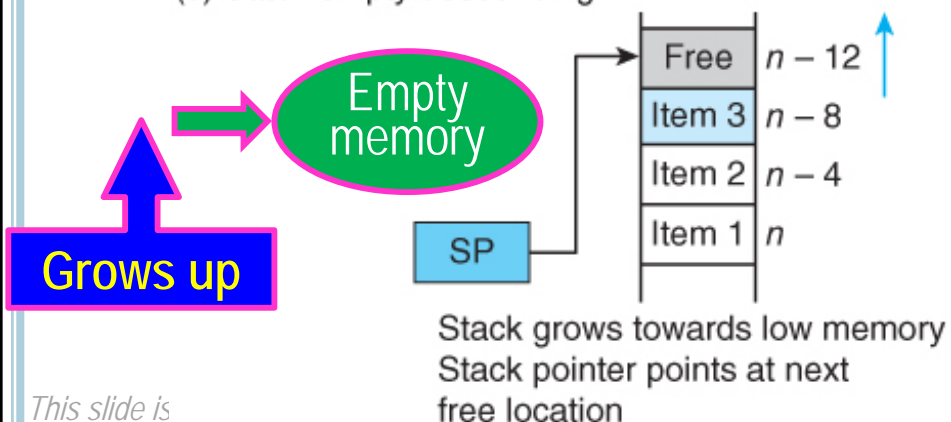 Empty
memory
Grows up
SP
Free n – 12
Item 3 n – 8
Item 2 n – 4
Item 1 n
Stack grows towards low memory
Stack pointer points at next
free location
This slide is